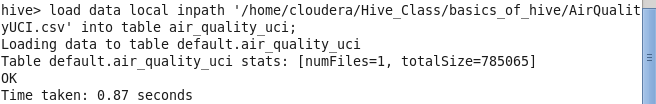 hive> load data local inpath '/home/cloudera/Hive_Class/basics_of_hive/AirQualit
yUCI.csv' into table air_quality_uci;
Loading data to table default.air_quality_uci
Table default.air_quality_uci stats: [numFiles=1, totalSize=785065]
OK
Time taken: 0.87 seconds